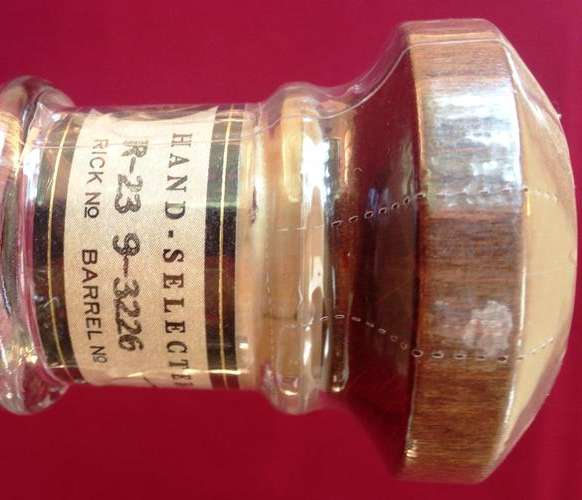 HAND-SELECTE
R-23 9-3226
RICK NO BARREL NO